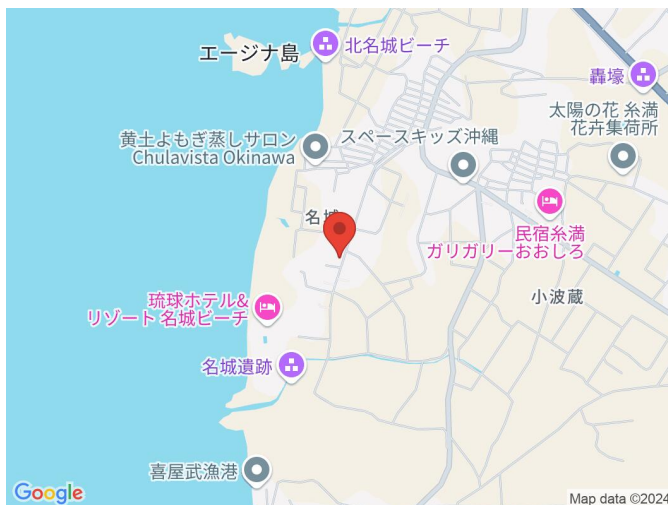 エージナ島
北名城ビーチ
轟壕
太陽の花 糸満
花卉集荷所
黄土よもぎ蒸しサロン
Chulavista Okinawa
スペースキッズ沖縄
名城
民宿糸満
ガリガリーおおしろ
小波蔵
琉球ホテル&
リゾート 名城ビーチ
名城遺跡
喜屋武漁港
Google
Map data ©2024